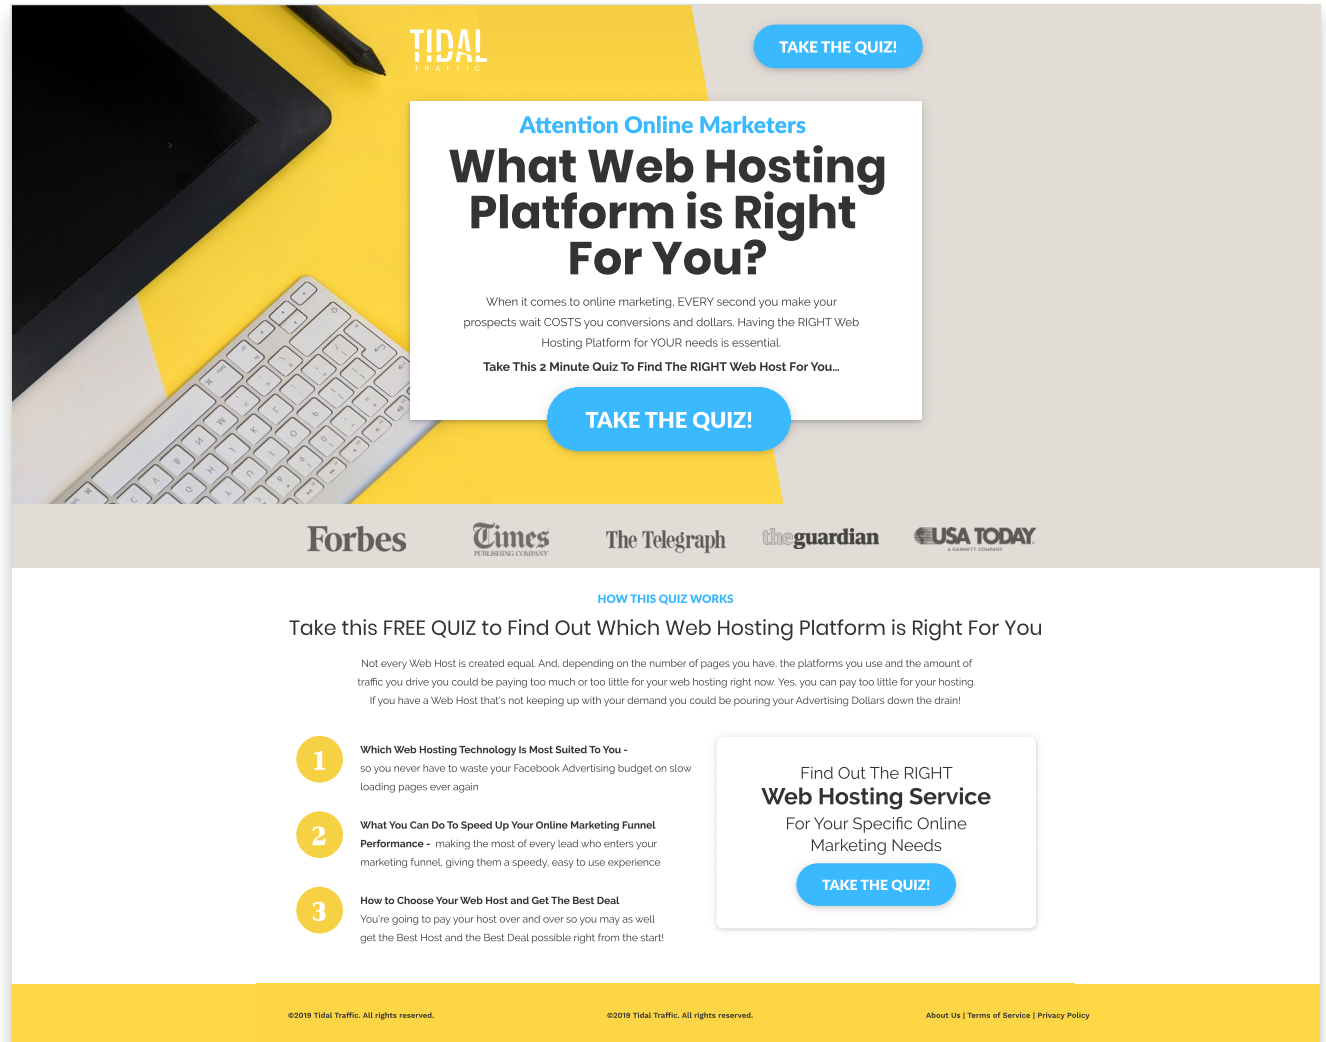 TIDAL
TRAFFIC
TAKE THE QUIZ!
Attention Online Marketers
What Web Hosting
Platform is Right
For You?
When it comes to online marketing, EVERY second you make your
prospects wait COSTS you conversions and dollars. Having the RIGHT Web
Hosting Platform for YOUR needs is essential.
Take This 2 Minute Quiz To Find The RIGHT Web Host For You...
TAKE THE QUIZ!
Forbes
Times
PUBLISHING COMPANY
The Telegraph
theguardian
USA TODAY
A GANNETT COMPANY
HOW THIS QUIZ WORKS
Take this FREE QUIZ to Find Out Which Web Hosting Platform is Right For You
Not every Web Host is created equal. And, depending on the number of pages you have, the platforms you use and the amount of
traffic you drive you could be paying too much or too little for your web hosting right now. Yes, you can pay too little for your hosting.
If you have a Web Host that's not keeping up with your demand you could be pouring your Advertising Dollars down the drain!
1
Which Web Hosting Technology Is Most Suited To You -
so you never have to waste your Facebook Advertising budget on slow
loading pages ever again
2
What You Can Do To Speed Up Your Online Marketing Funnel
Performance - making the most of every lead who enters your
marketing funnel, giving them a speedy, easy to use experience
3
How to Choose Your Web Host and Get The Best Deal
You're going to pay your host over and over so you may as well
get the Best Host and the Best Deal possible right from the start!
Find Out The RIGHT
Web Hosting Service
For Your Specific Online
Marketing Needs
TAKE THE QUIZ!
©2019 Tidal Traffic. All rights reserved.
©2019 Tidal Traffic. All rights reserved.
About Us | Terms of Service | Privacy Policy